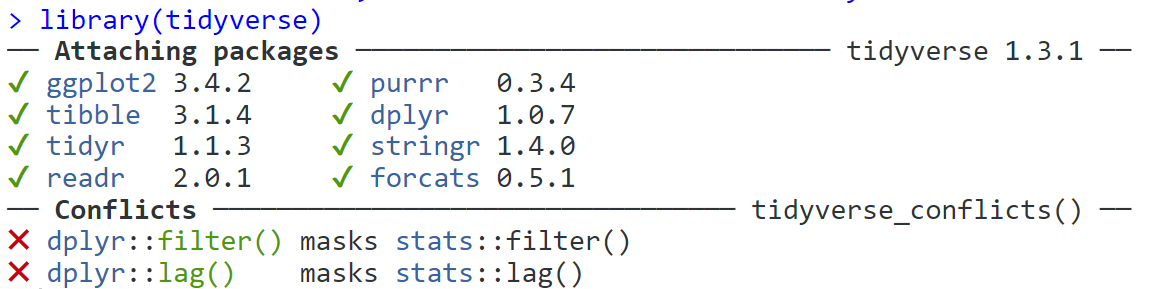 > library(tidyverse)
── Attaching packages ─────────────────────────────── tidyverse 1.3.1 ──
✔ ggplot2 3.4.2     ✔ purrr   0.3.4
✔ tibble  3.1.4     ✔ dplyr   1.0.7
✔ tidyr   1.1.3     ✔ stringr 1.4.0
✔ readr   2.0.1     ✔ forcats 0.5.1
── Conflicts ────────────────────────────────── tidyverse_conflicts() ──
✖ dplyr::filter() masks stats::filter()
✖ dplyr::lag()    masks stats::lag()